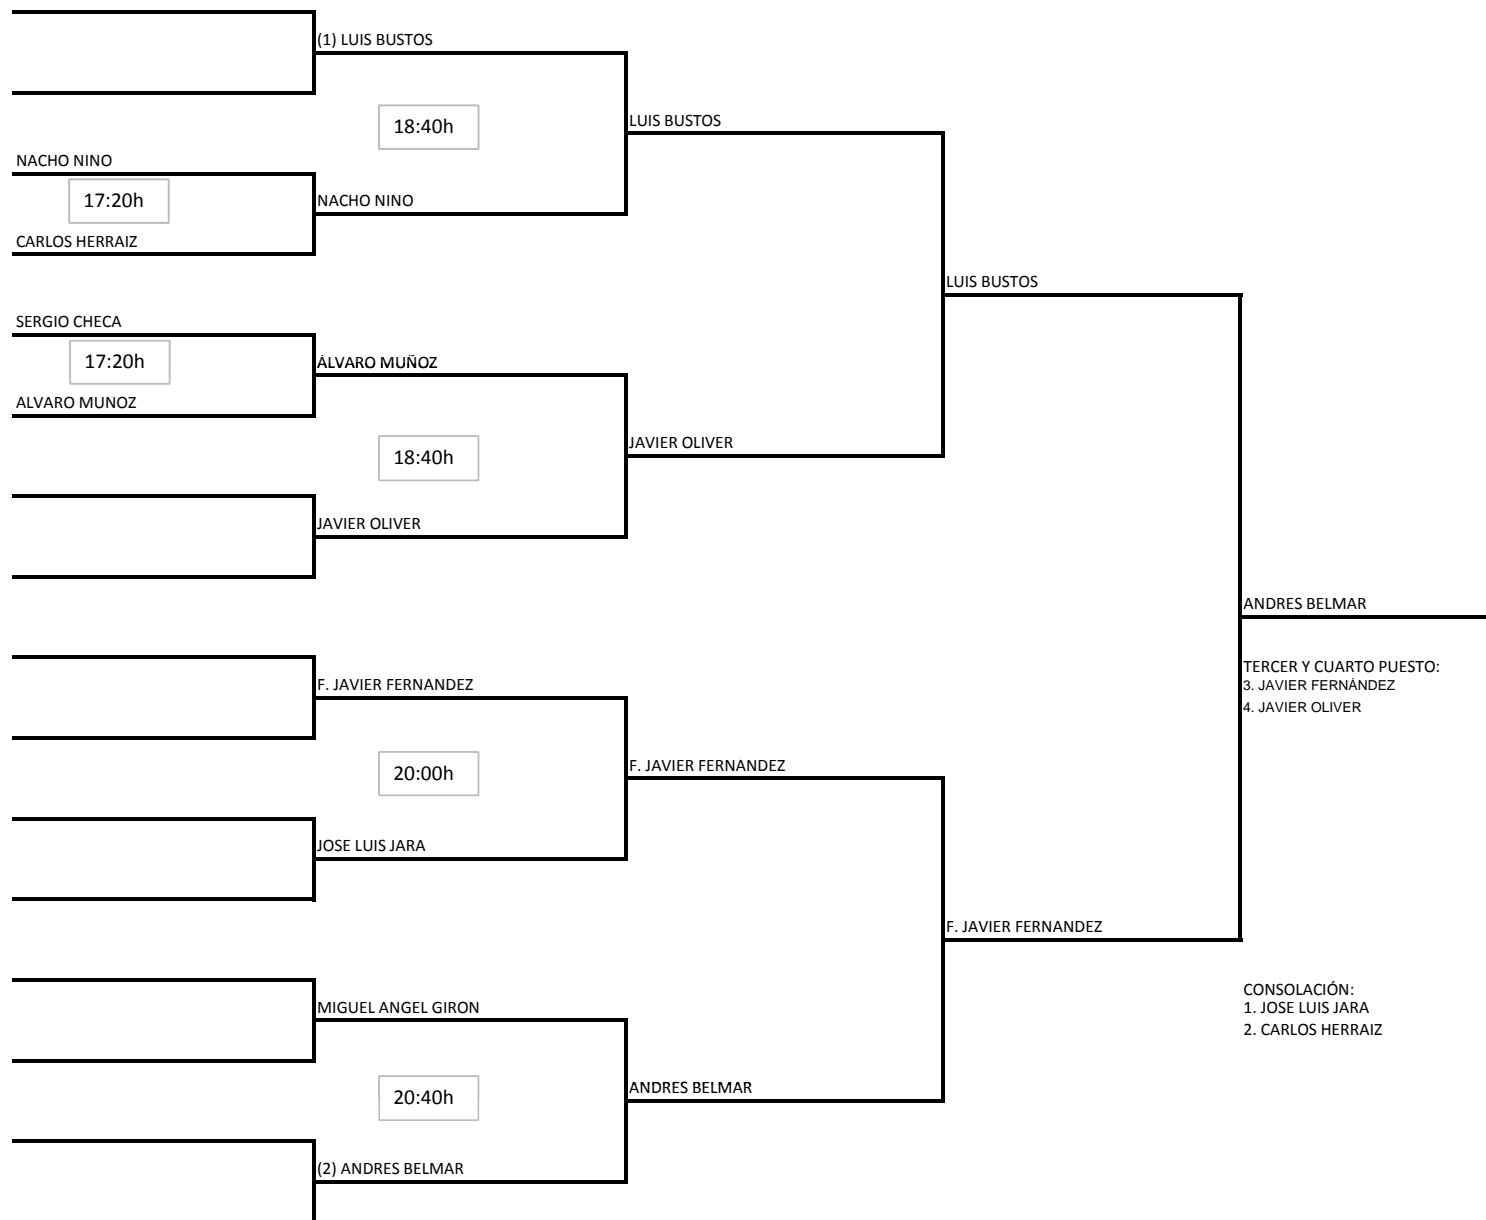 (1) LUIS BUSTOS
18:40h
LUIS BUSTOS
NACHO NINO
17:20h
NACHO NINO
CARLOS HERRAIZ
LUIS BUSTOS
SERGIO CHECA
17:20h
ÁLVARO MUÑOZ
ALVARO MUNOZ
JAVIER OLIVER
18:40h
JAVIER OLIVER
ANDRES BELMAR
TERCER Y CUARTO PUESTO:
3. JAVIER FERNÁNDEZ
4. JAVIER OLIVER
F. JAVIER FERNANDEZ
20:00h
F. JAVIER FERNANDEZ
JOSE LUIS JARA
F. JAVIER FERNANDEZ
CONSOLACIÓN:
1. JOSE LUIS JARA
2. CARLOS HERRAIZ
MIGUEL ANGEL GIRON
20:40h
ANDRES BELMAR
(2) ANDRES BELMAR